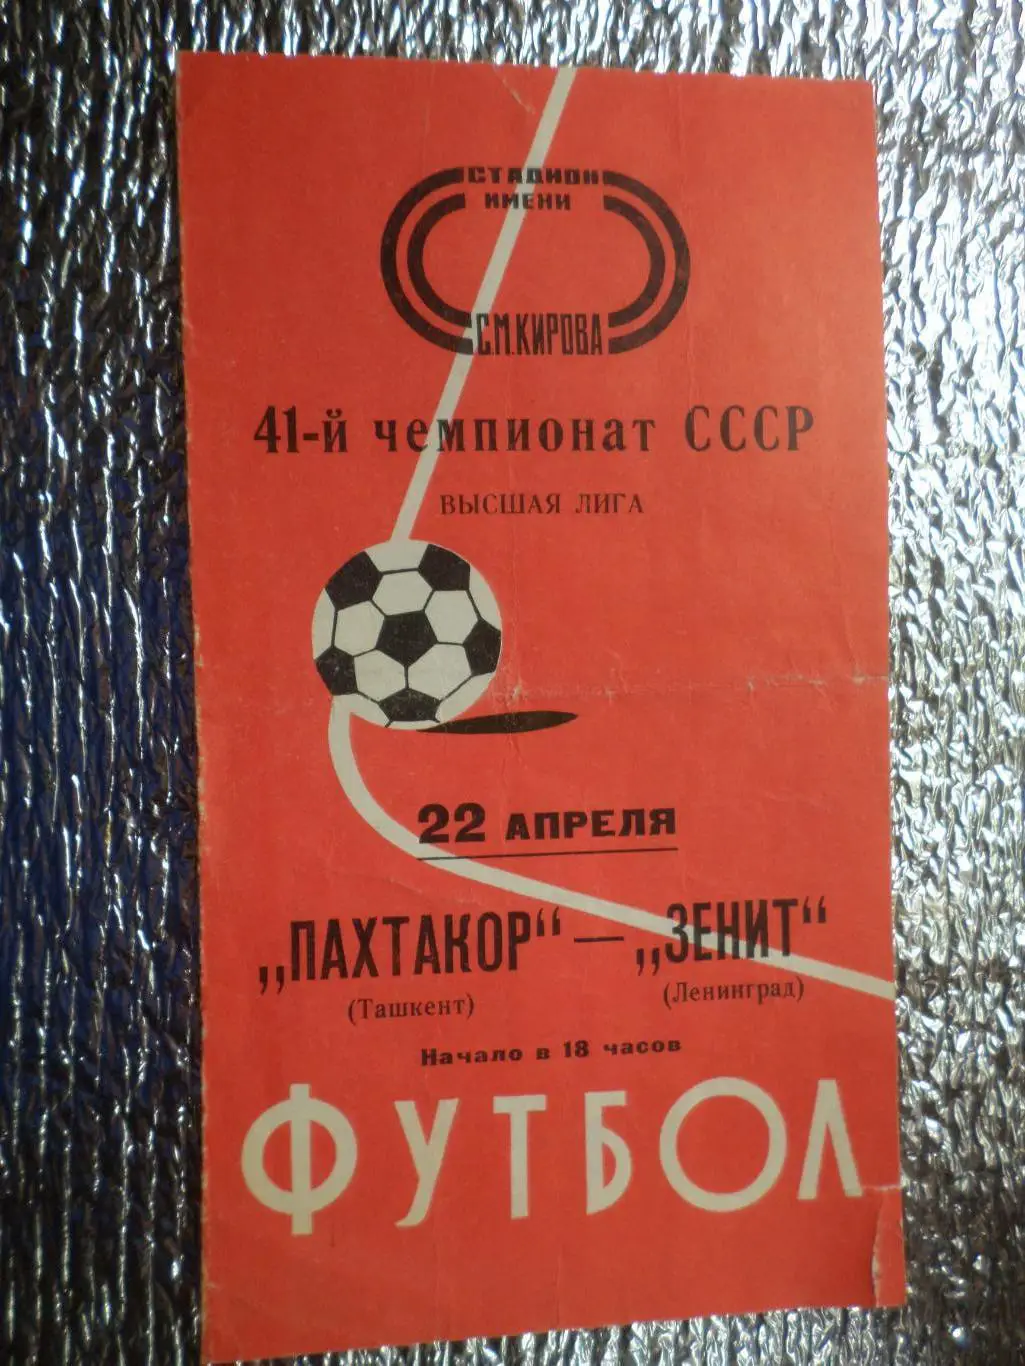 СТАДИОН
ИМЕНИ
С.М.КИРОВА
41-й чемпионат СССР
ВЫСШАЯ ЛИГА
22 АПРЕЛЯ
„ПАХТАКОР“ — „ЗЕНИТ“
(Ташкент) (Ленинград)
Начало в 18 часов
ФУТБОЛ